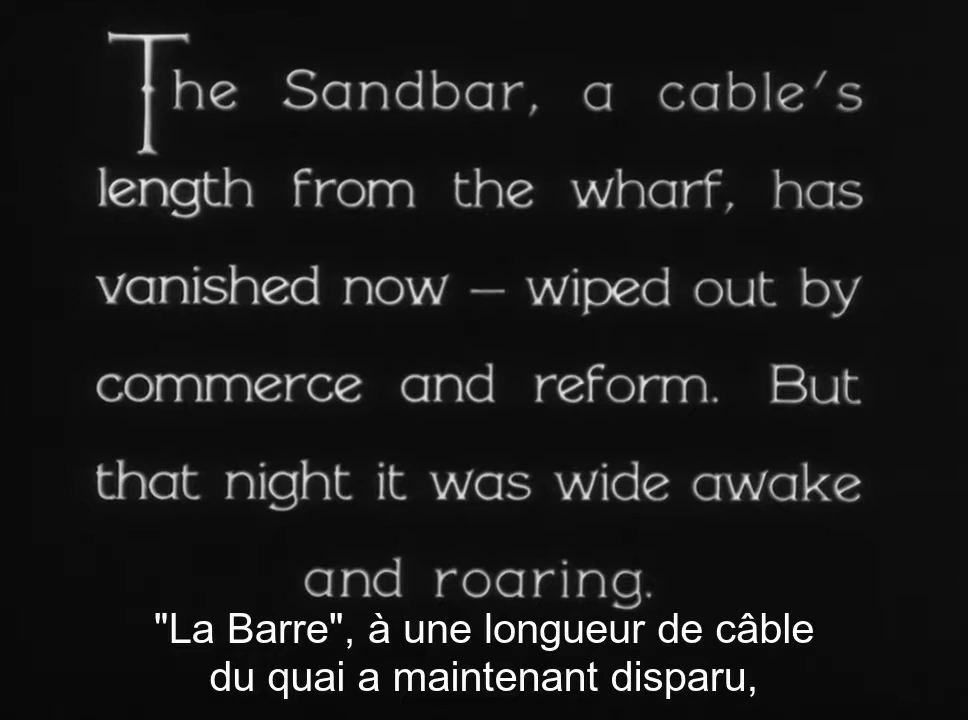 The Sandbar, a cable's
length from the wharf, has
vanished now — wiped out by
commerce and reform. But
that night it was wide awake
and roaring.
"La Barre", à une longueur de câble
du quai a maintenant disparu,